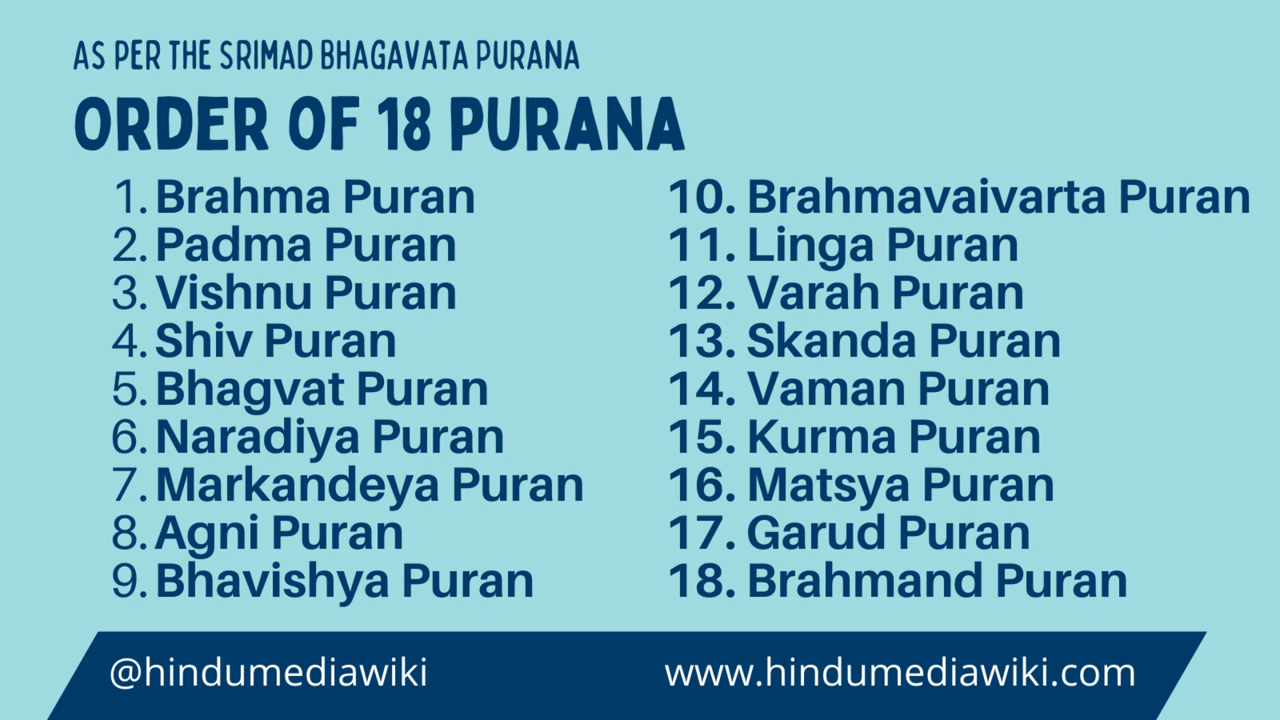 AS PER THE SRIMAD BHAGAVATA PURANA
ORDER OF 18 PURANA
1. Brahma Puran
2. Padma Puran
3. Vishnu Puran
4. Shiv Puran
5. Bhagvat Puran
6. Naradiya Puran
7. Markandeya Puran
8. Agni Puran
9. Bhavishya Puran
10. Brahmavaivarta Puran
11. Linga Puran
12. Varah Puran
13. Skanda Puran
14. Vaman Puran
15. Kurma Puran
16. Matsya Puran
17. Garud Puran
18. Brahmand Puran
@hindumediawiki
www.hindumediawiki.com